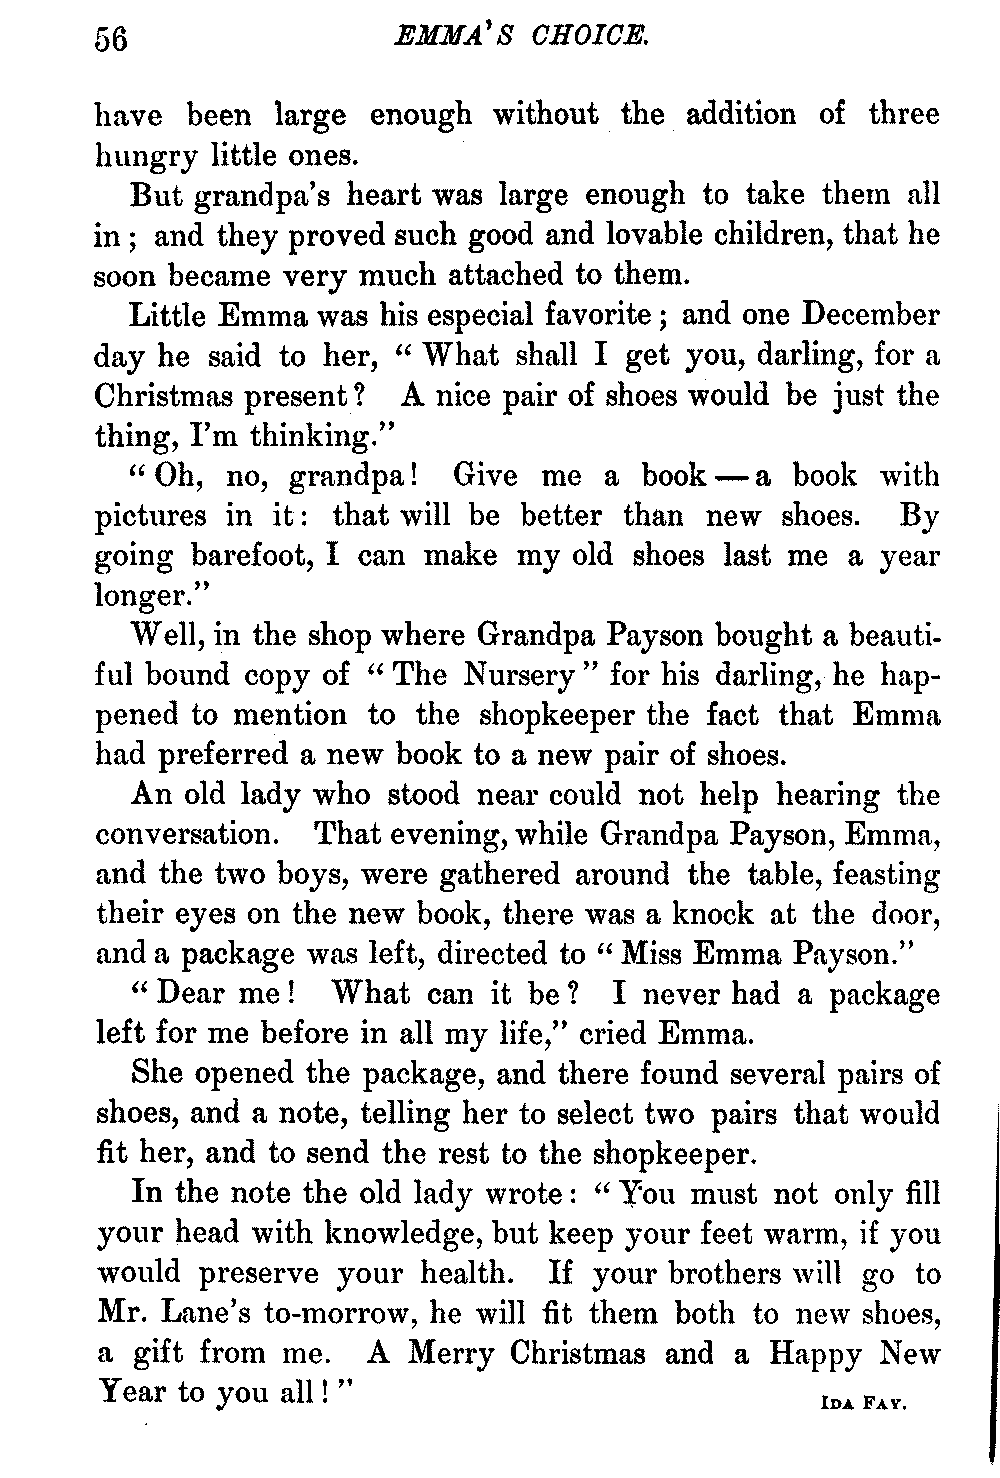 56 EMMA'S CHOICE.
have been large enough without the addition of three
hungry little ones.
But grandpa's heart was large enough to take them all
in; and they proved such good and lovable children, that he
soon became very much attached to them.
Little Emma was his especial favorite; and one December
day he said to her, "What shall I get you, darling, for a
Christmas present? A nice pair of shoes would be just the
thing, I'm thinking."
"Oh, no, grandpa! Give me a book—a book with
pictures in it: that will be better than new shoes. By
going barefoot, I can make my old shoes last me a year
longer."
Well, in the shop where Grandpa Payson bought a beauti-
ful bound copy of "The Nursery" for his darling, he hap-
pened to mention to the shopkeeper the fact that Emma
had preferred a new book to a new pair of shoes.
An old lady who stood near could not help hearing the
conversation. That evening, while Grandpa Payson, Emma,
and the two boys, were gathered around the table, feasting
their eyes on the new book, there was a knock at the door,
and a package was left, directed to "Miss Emma Payson."
"Dear me! What can it be? I never had a package
left for me before in all my life," cried Emma.
She opened the package, and there found several pairs of
shoes, and a note, telling her to select two pairs that would
fit her, and to send the rest to the shopkeeper.
In the note the old lady wrote: "You must not only fill
your head with knowledge, but keep your feet warm, if you
would preserve your health. If your brothers will go to
Mr. Lane's to-morrow, he will fit them both to new shoes,
a gift from me. A Merry Christmas and a Happy New
Year to you all!"
IDA FAY.